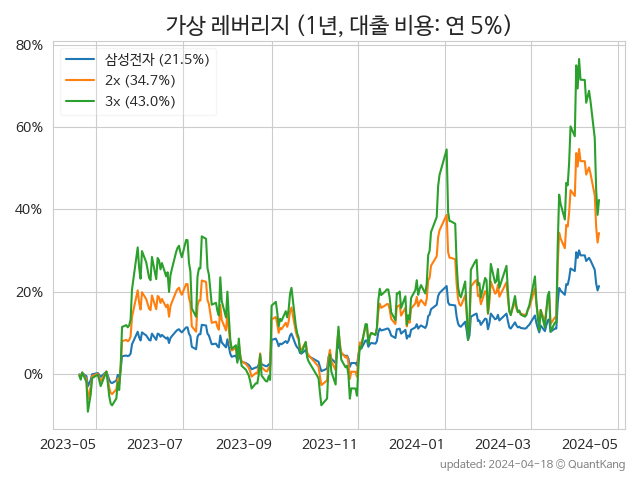 가상 레버리지 (1년, 대출 비용: 연 5%)
80%
삼성전자 (21.5%)
2x (34.7%)
3x (43.0%)
60%
40%
20%
0%
2023-05 2023-07 2023-09 2023-11 2024-01 2024-03 2024-05
updated: 2024-04-18 © QuantKang